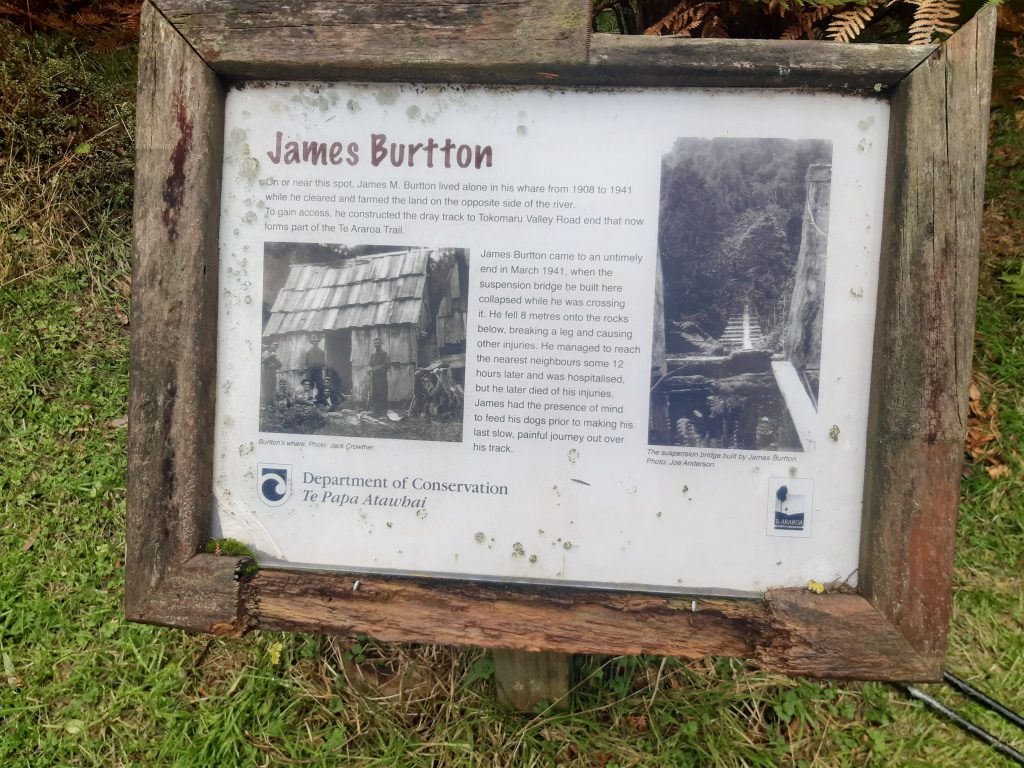 James Burtton
On or near this spot, James M. Burtton lived alone in his whare from 1908 to 1941
while he cleared and farmed the land on the opposite side of the river.
To gain access, he constructed the dray track to Tokomaru Valley Road end that now
forms part of the Te Araroa Trail.
James Burtton came to an untimely
end in March 1941, when the
suspension bridge he built here
collapsed while he was crossing
it. He fell 8 metres onto the rocks
below, breaking a leg and causing
other injuries. He managed to reach
the nearest neighbours some 12
hours later and was hospitalised,
but he later died of his injuries.
James had the presence of mind
to feed his dogs prior to making his
last slow, painful journey out over
his track.
Burtton's whare. Photo: Jack Crowther.
The suspension bridge built by James Burtton.
Photo: Joe Anderson.
Department of Conservation
Te Papa Atawhai
TE ARAROA